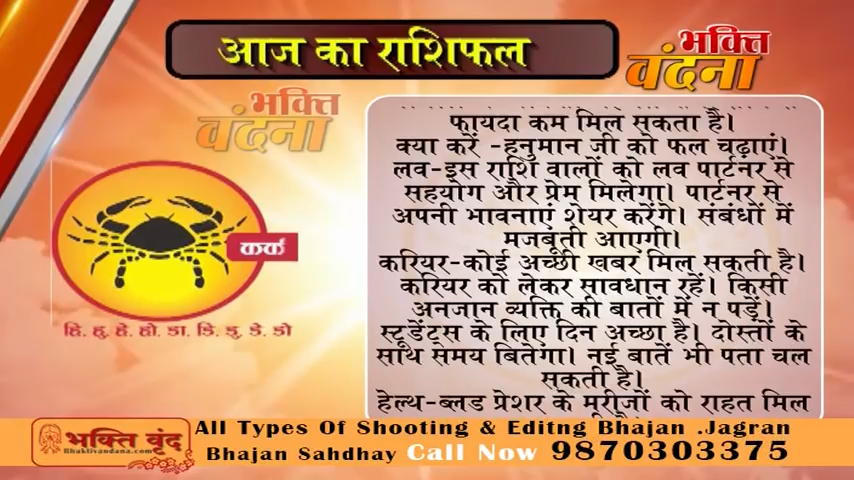 आज का राशिफल
भक्ति
वंदना
भक्ति
वंदना
फायदा कम मिल सकता है।
क्या करें -हनुमान जी को फल चढ़ाएं।
लव-इस राशि वालों को लव पार्टनर से
सहयोग और प्रेम मिलेगा। पार्टनर से
अपनी भावनाएं शेयर करेंगे। संबंधों में
मजबूती आएगी।
करियर-कोई अच्छी खबर मिल सकती है।
करियर को लेकर सावधान रहें। किसी
अनजान व्यक्ति की बातों में न पड़ें।
स्टूडेंट्स के लिए दिन अच्छा है। दोस्तों के
साथ समय बितेगा। नई बातें भी पता चल
सकती है।
हेल्थ-ब्लड प्रेशर के मरीजों को राहत मिल
कर्क
हि. हु. हे. हो. डा. डि. डु. डे. डो
भक्ति वृंद
Bhaktivandana.com
All Types Of Shooting & Editng Bhajan .Jagran
Bhajan Sahdhay Call Now 9870303375